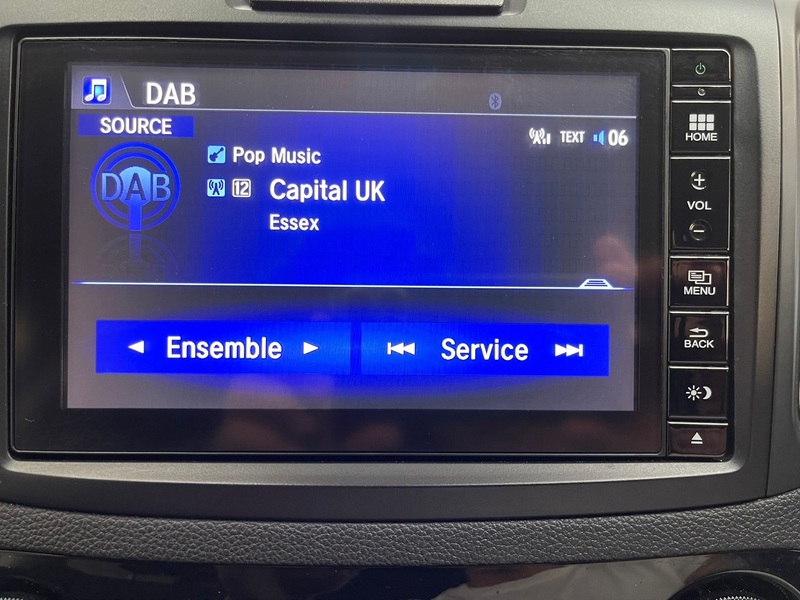 DAB
SOURCE
TEXT 06
DAB
Pop Music
12 Capital UK
Essex
Ensemble
Service
HOME
+
VOL
−
MENU
BACK